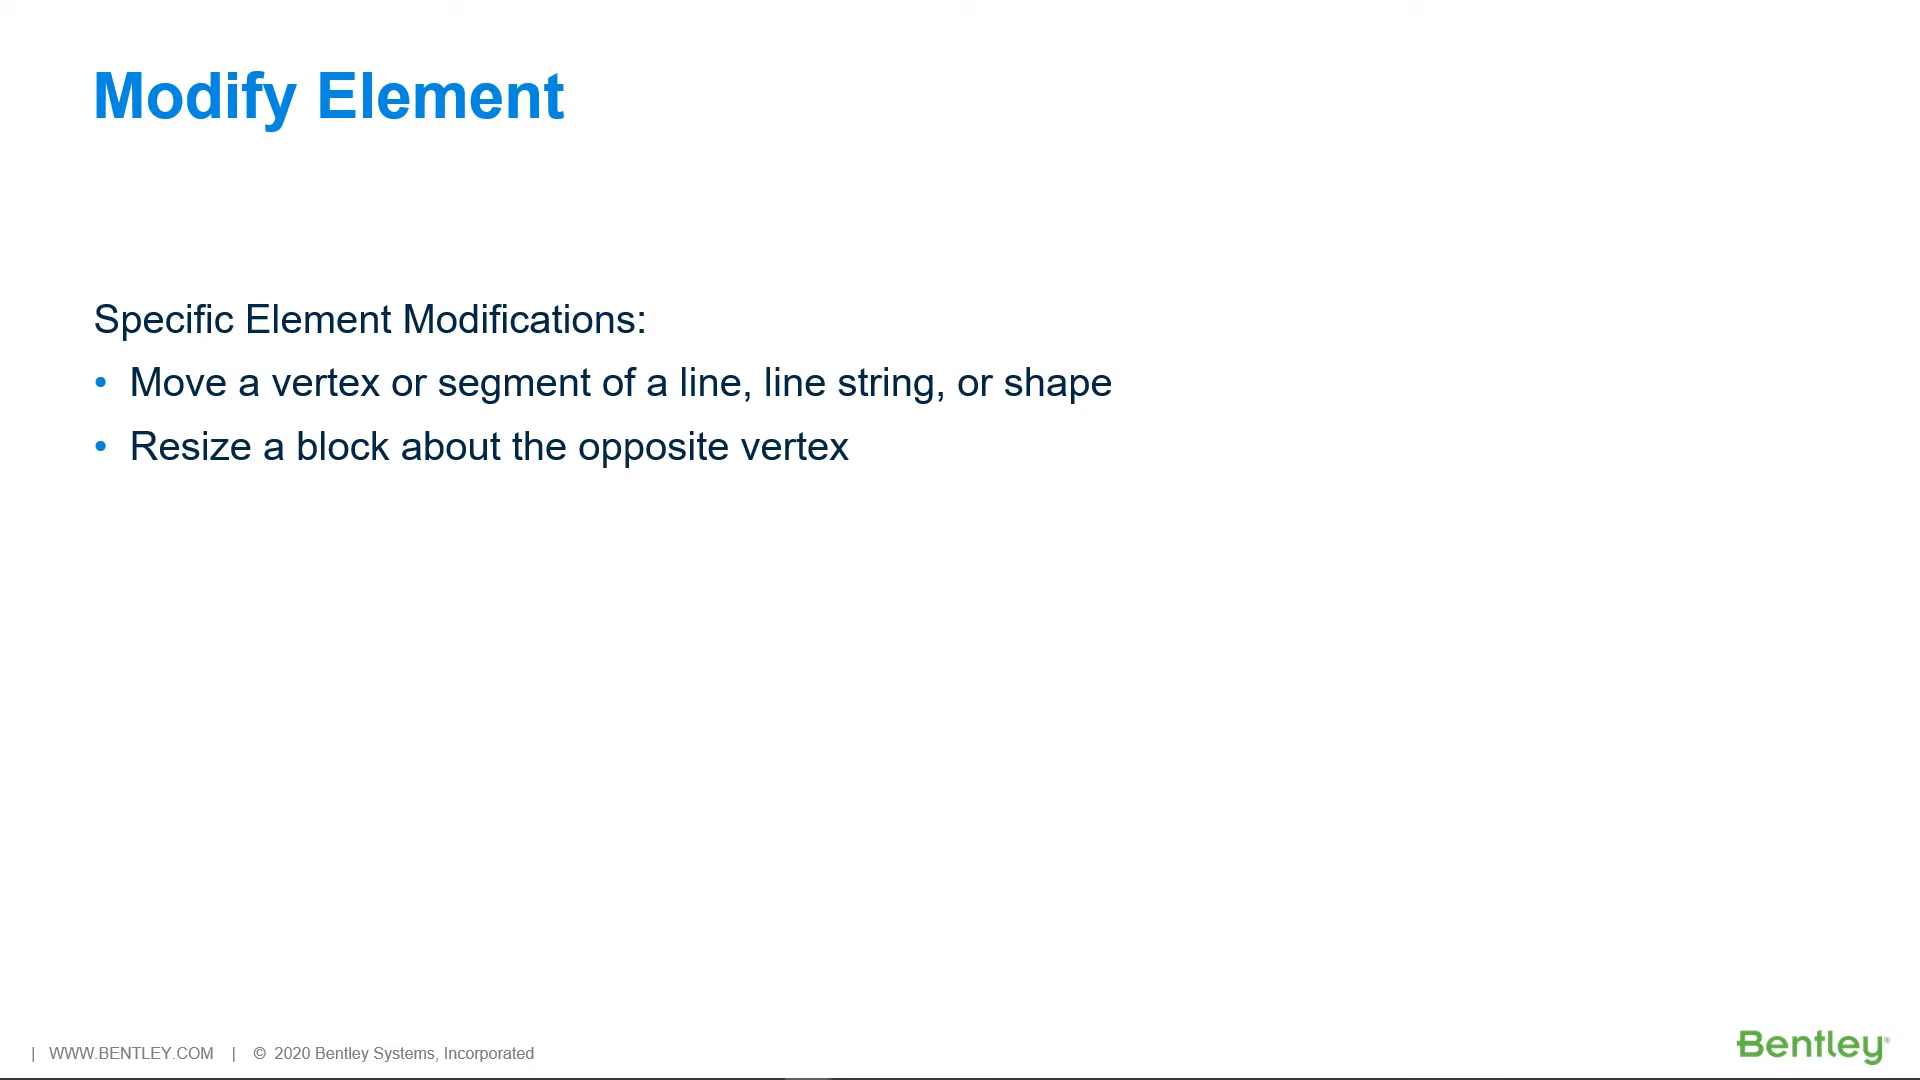 Modify Element
Specific Element Modifications:
• Move a vertex or segment of a line, line string, or shape
• Resize a block about the opposite vertex
| WWW.BENTLEY.COM | © 2020 Bentley Systems, Incorporated
Bentley®